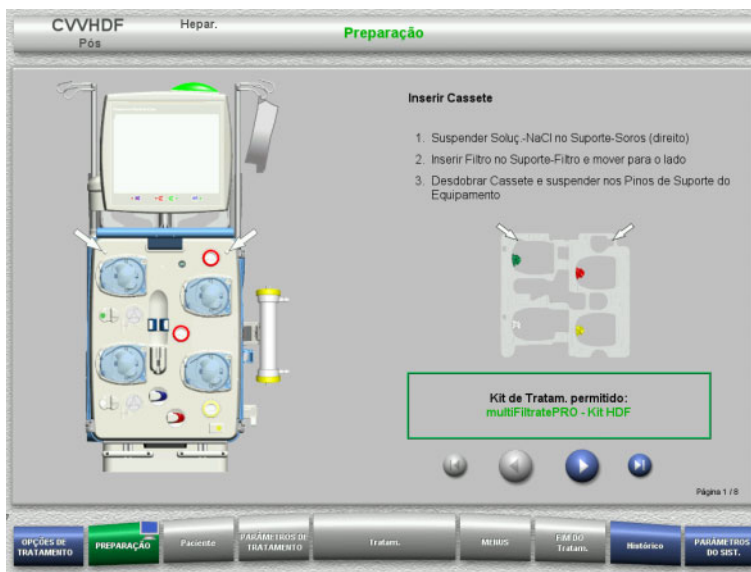 CVVHDF
Pós
Hepar.
Preparação
Inserir Cassete
1. Suspender Soluç.-NaCl no Suporte-Soros (direito)
2. Inserir Filtro no Suporte-Filtro e mover para o lado
3. Desdobrar Cassete e suspender nos Pinos de Suporte do
Equipamento
Kit de Tratam. permitido:
multiFiltratePRO - Kit HDF
Página 1 / 8
OPÇÕES DE
TRATAMENTO
PREPARAÇÃO
Paciente
PARÂMETROS DE
TRATAMENTO
Tratam.
MENUS
FIM DO
Tratam.
Histórico
PARÂMETROS
DO SIST.